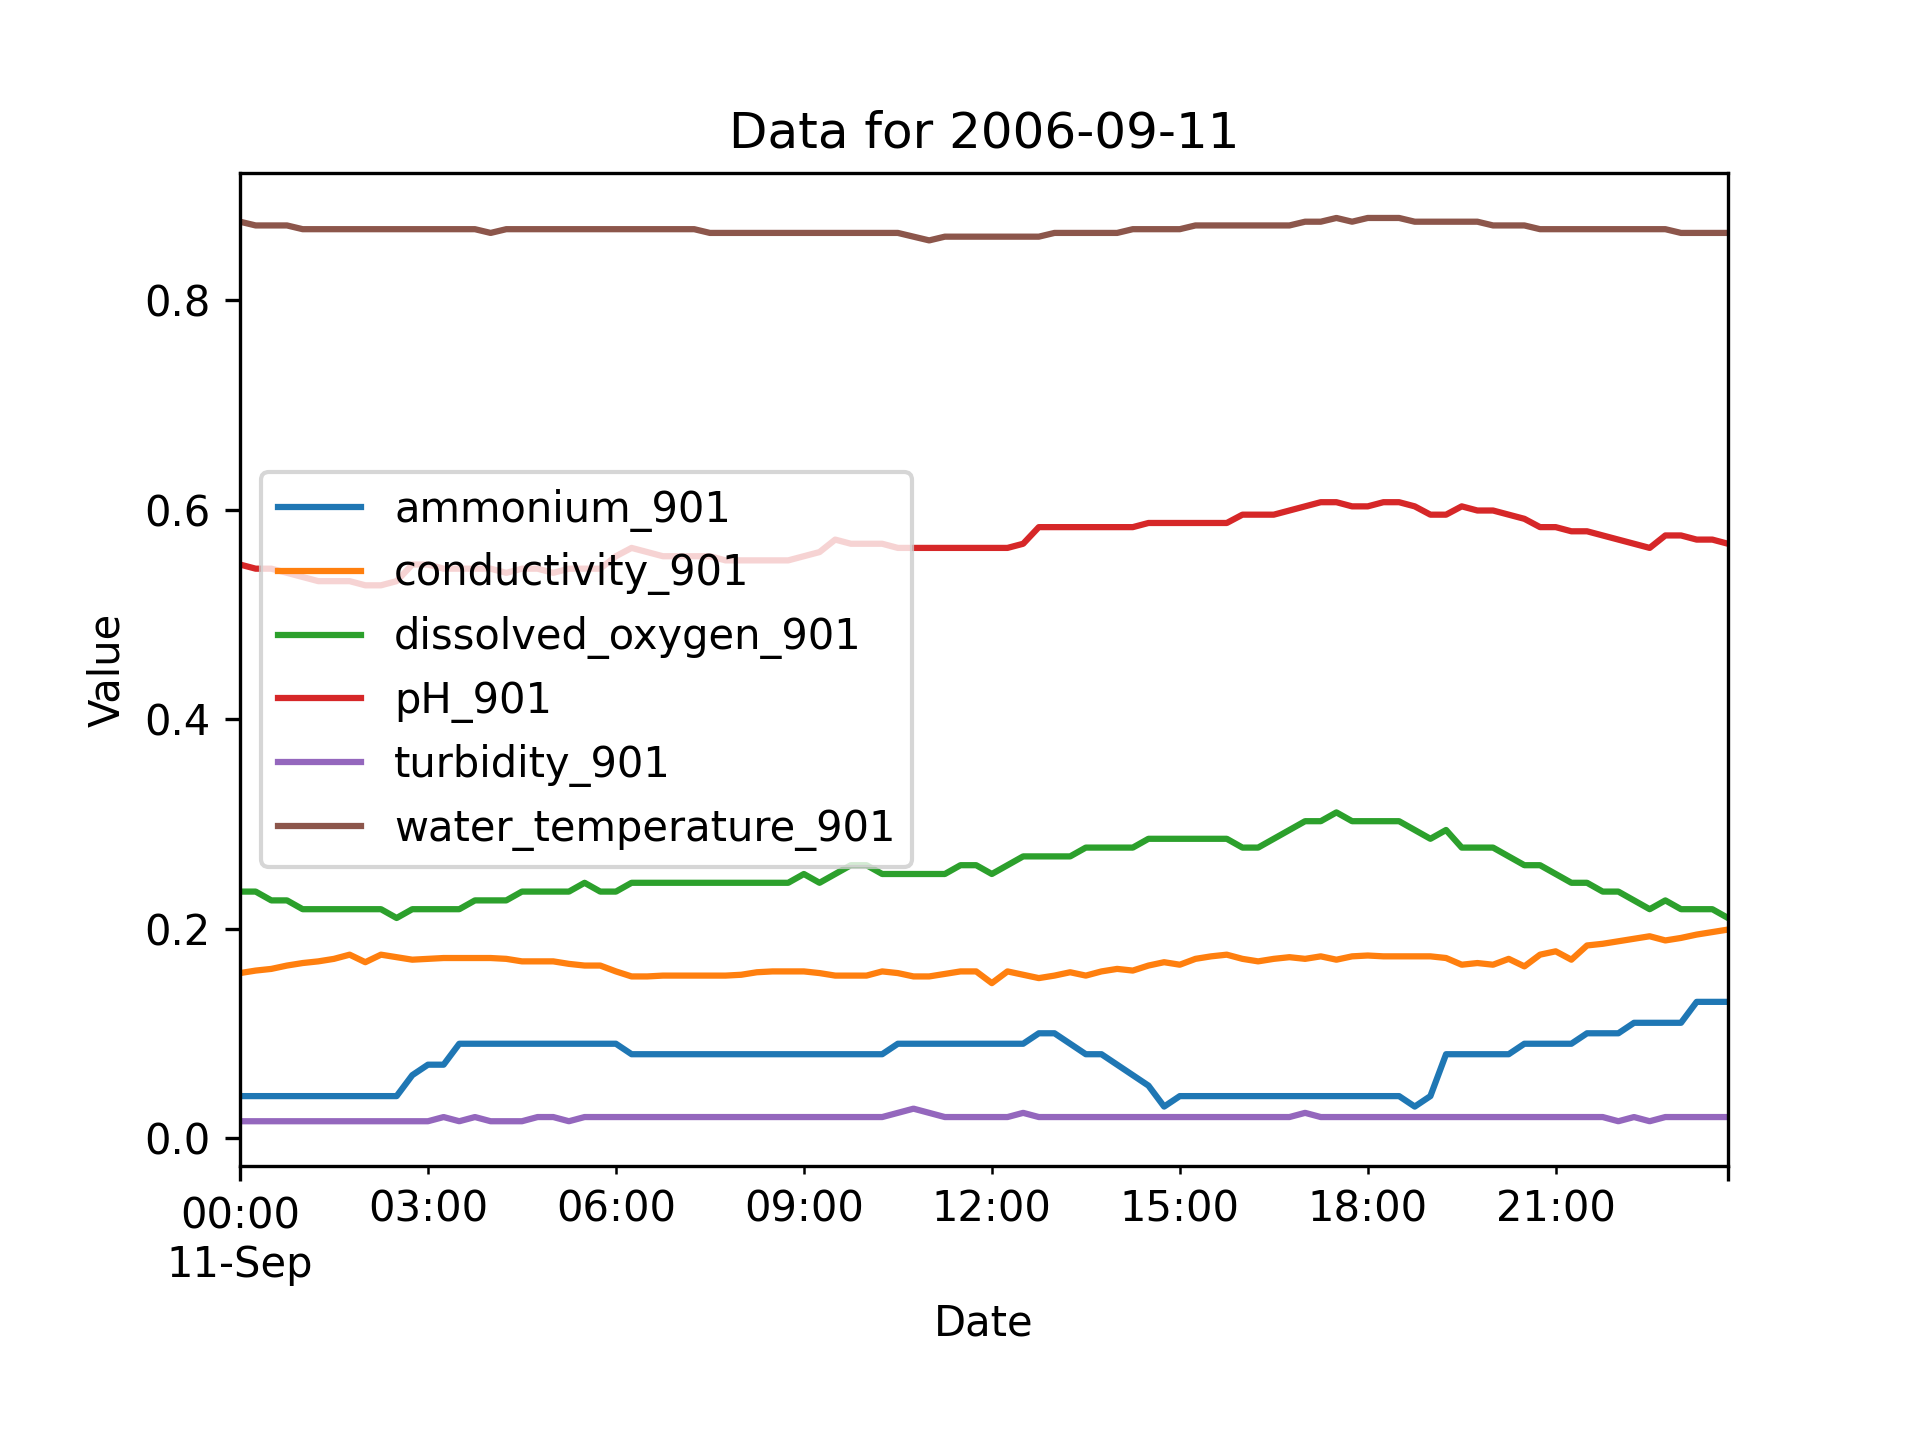 Data for 2006-09-11
Value
0.8
0.6
0.4
0.2
0.0
ammonium_901
conductivity_901
dissolved_oxygen_901
pH_901
turbidity_901
water_temperature_901
00:00 03:00 06:00 09:00 12:00 15:00 18:00 21:00
11-Sep
Date